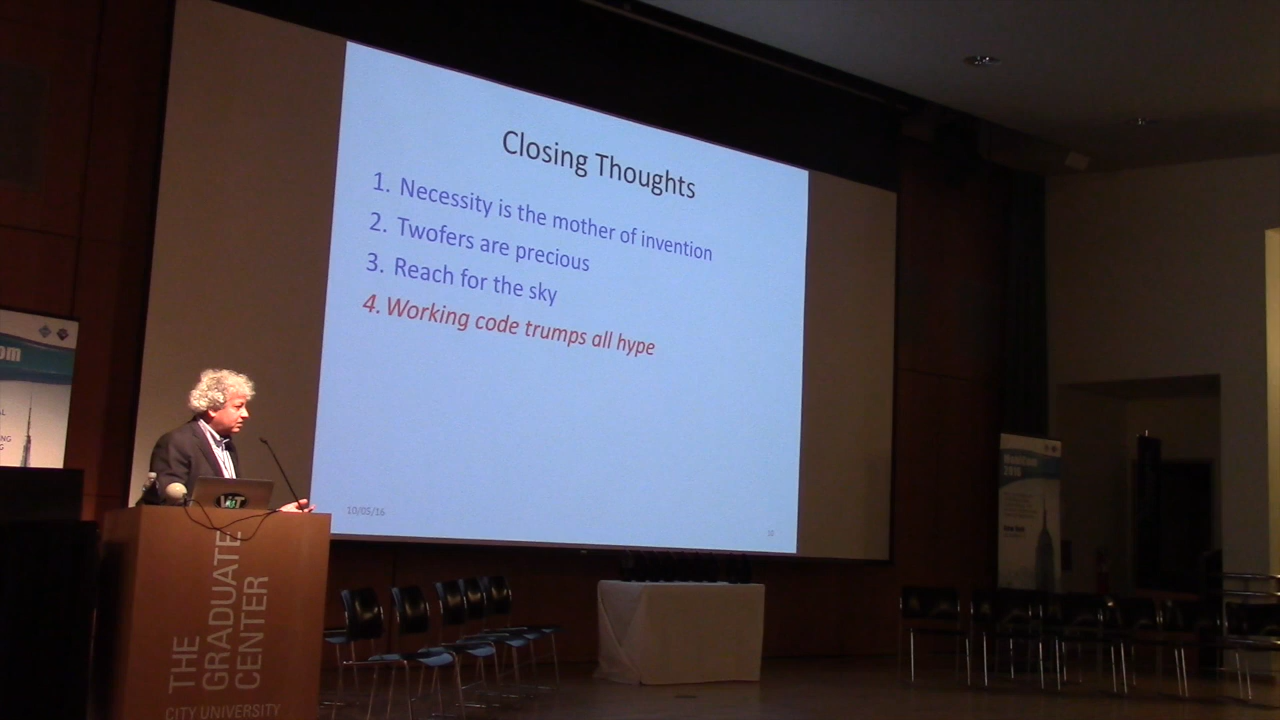 Closing Thoughts
1. Necessity is the mother of invention
2. Twofers are precious
3. Reach for the sky
4. Working code trumps all hype
10/05/16
10
THE
GRADUATE
CENTER
CITY UNIVERSITY
2016